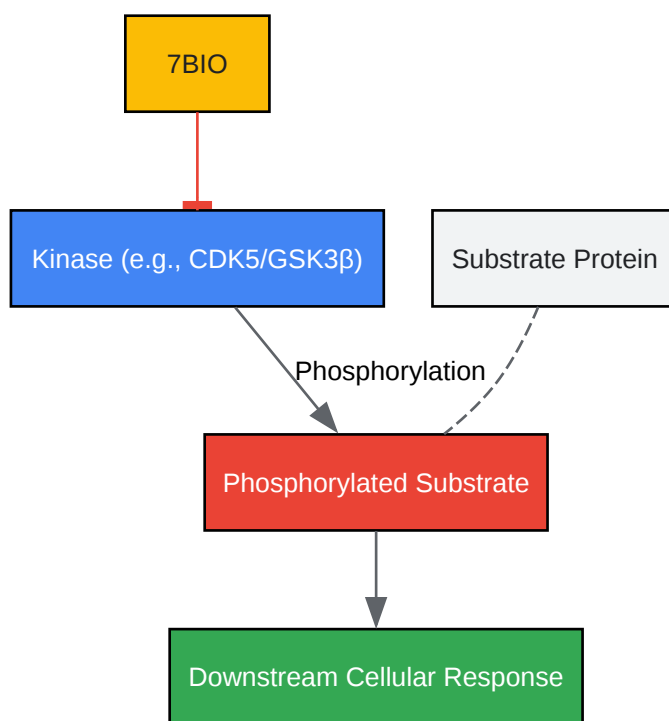 7BIO
Kinase (e.g., CDK5/GSK3β)
Substrate Protein
Phosphorylation
Phosphorylated Substrate
Downstream Cellular Response